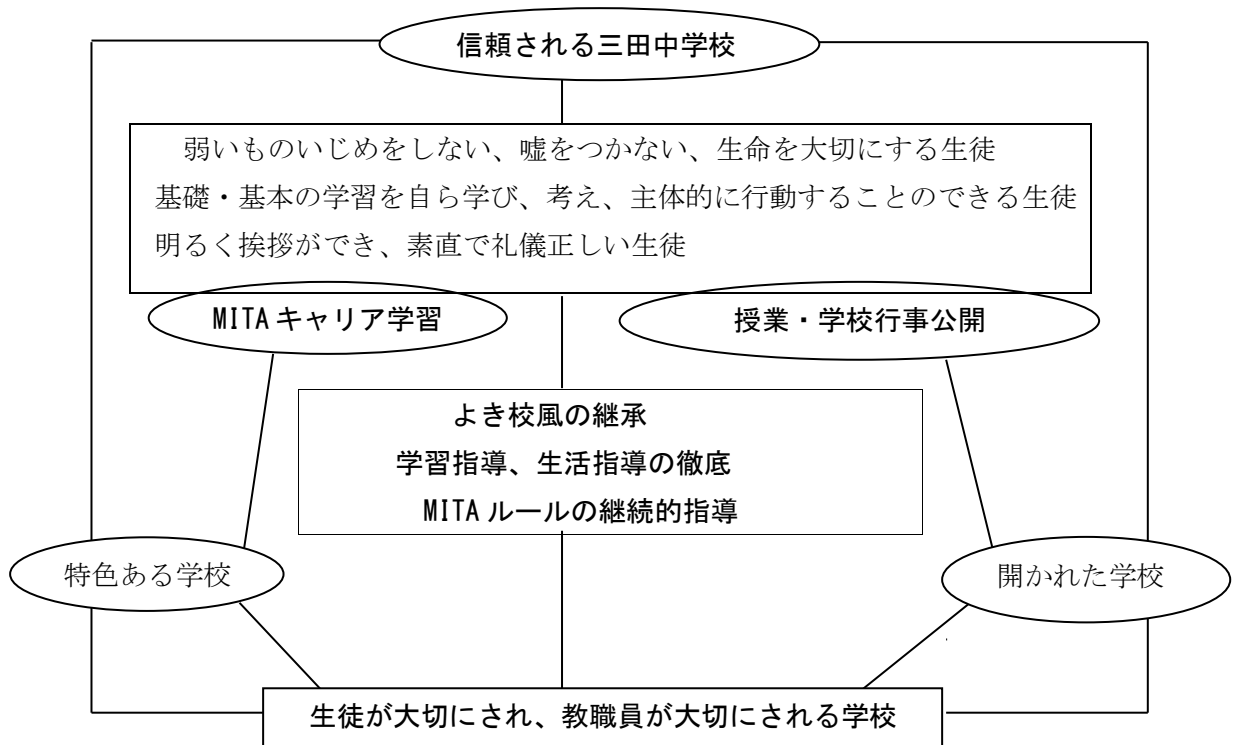 信頼される三田中学校
弱いものいじめをしない、嘘をつかない、生命を大切にする生徒
基礎・基本の学習を自ら学び、考え、主体的に行動することのできる生徒
明るく挨拶ができ、素直で礼儀正しい生徒
MITAキャリア学習
授業・学校行事公開
よき校風の継承
学習指導、生活指導の徹底
MITAルールの継続的指導
特色ある学校
開かれた学校
生徒が大切にされ、教職員が大切にされる学校